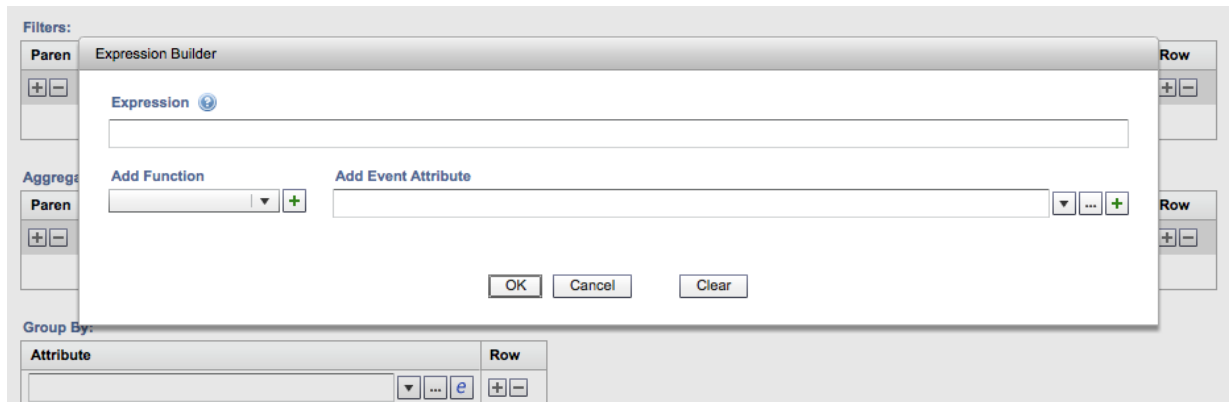 Filters:
Paren Expression Builder Row
Expression
Add Function Add Event Attribute
Aggrega
Paren Row
OK Cancel Clear
Group By:
Attribute Row
... e